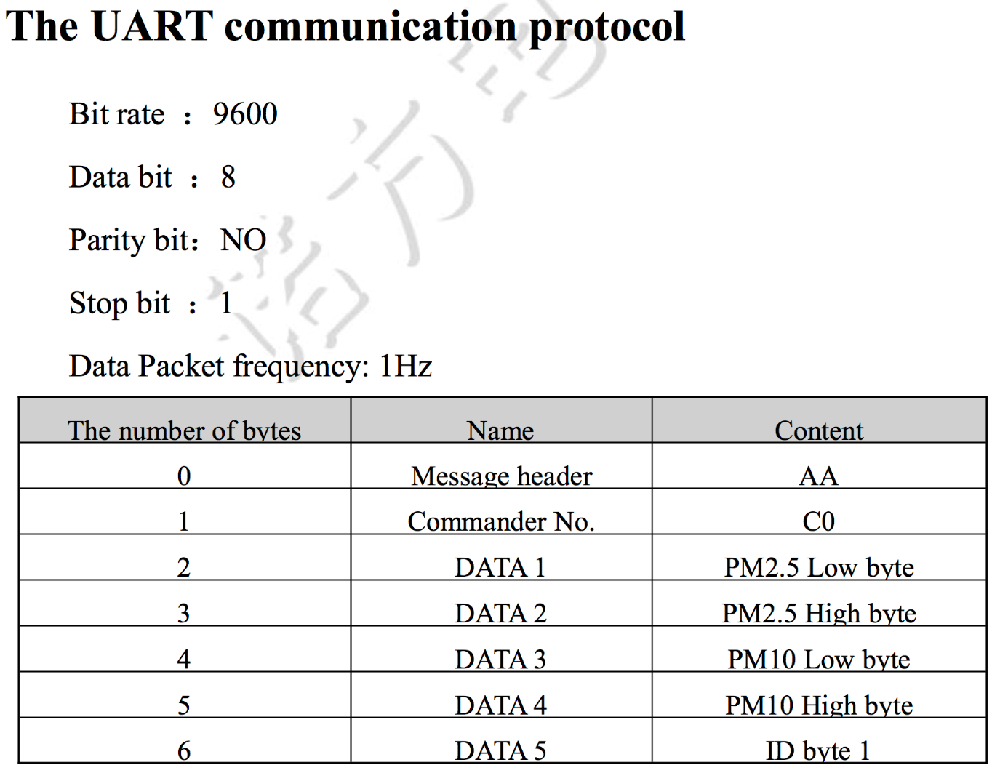 The UART communication protocol
Bit rate ：9600
Data bit ：8
Parity bit：NO
Stop bit ：1
Data Packet frequency: 1Hz
The number of bytes Name Content
0 Message header AA
1 Commander No. C0
2 DATA 1 PM2.5 Low byte
3 DATA 2 PM2.5 High byte
4 DATA 3 PM10 Low byte
5 DATA 4 PM10 High byte
6 DATA 5 ID byte 1